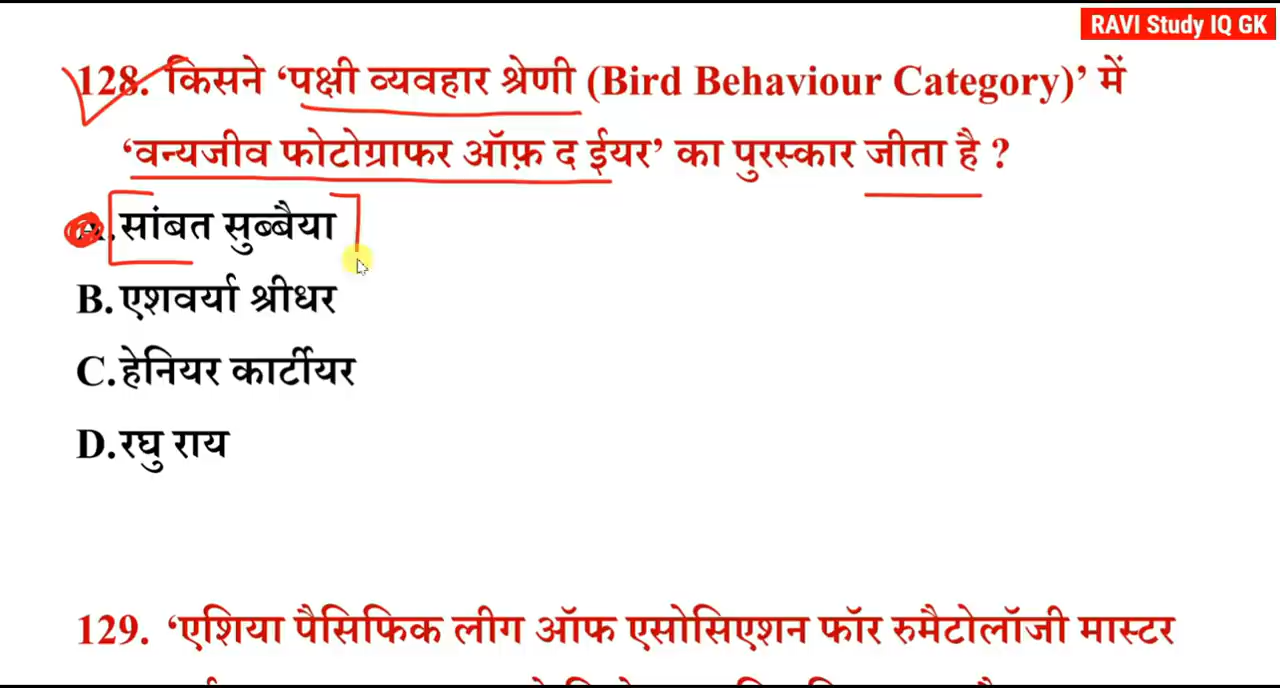 RAVI Study IQ GK
128. किसने ‘पक्षी व्यवहार श्रेणी (Bird Behaviour Category)’ में
‘वन्यजीव फोटोग्राफर ऑफ़ द ईयर’ का पुरस्कार जीता है ?
A. सांबत सुब्बैया
B. एशवर्या श्रीधर
C. हेनियर कार्टीयर
D. रघु राय
129. ‘एशिया पैसिफिक लीग ऑफ एसोसिएशन फॉर रुमैटोलॉजी मास्टर